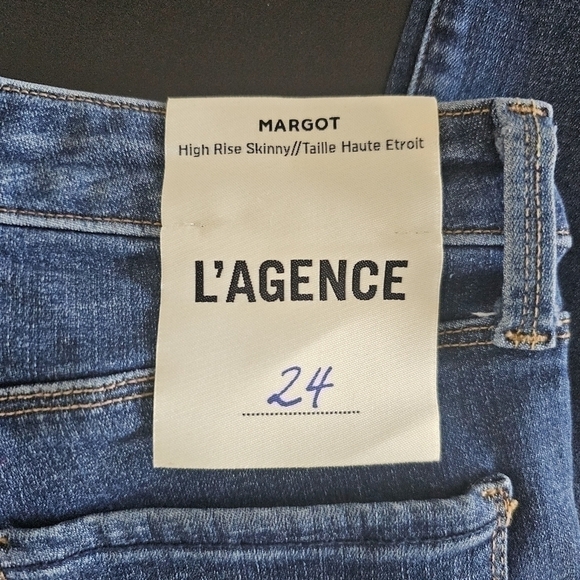 MARGOT
High Rise Skinny//Taille Haute Etroit
L'AGENCE
24